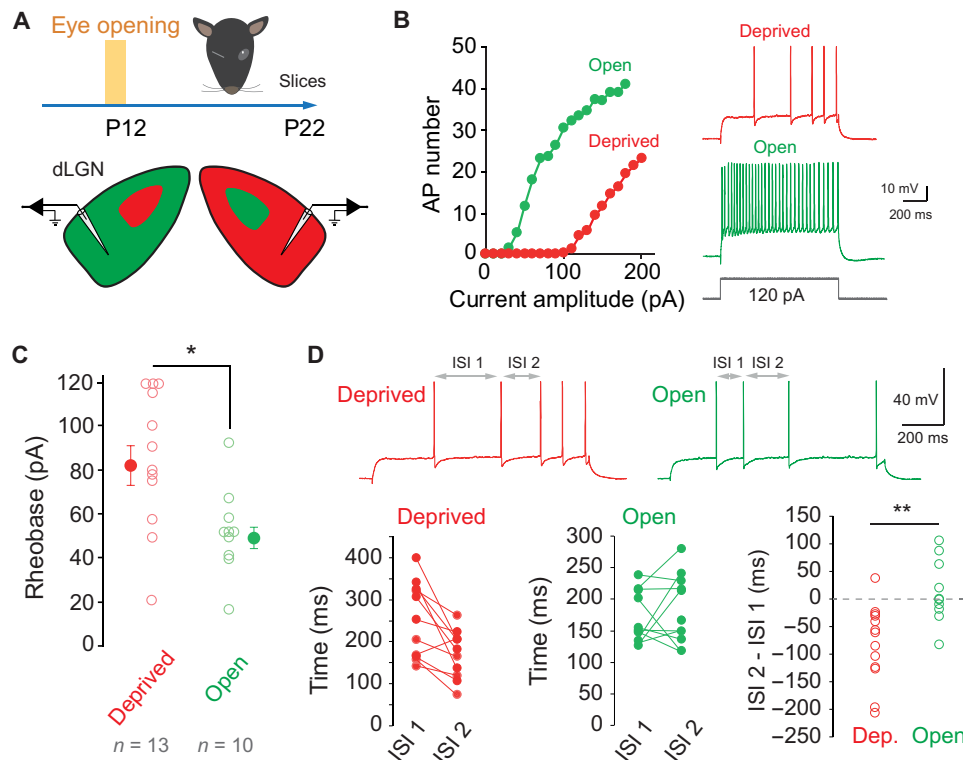 A
Eye opening
Slices
P12
P22
dLGN
B
50
40
30
20
10
0
AP number
Open
Deprived
0
100
200
Current amplitude (pA)
Deprived
Open
10 mV
200 ms
120 pA
C
*
120
100
80
60
40
20
0
Rheobase (pA)
Deprived
Open
n = 13
n = 10
D
ISI 1
ISI 2
Deprived
ISI 1
ISI 2
Open
40 mV
200 ms
Deprived
400
300
200
100
0
Time (ms)
ISI 1
ISI 2
Open
300
250
200
150
100
50
0
Time (ms)
ISI 1
ISI 2
**
150
100
50
0
−50
−100
−150
−200
−250
ISI 2 - ISI 1 (ms)
Dep.
Open